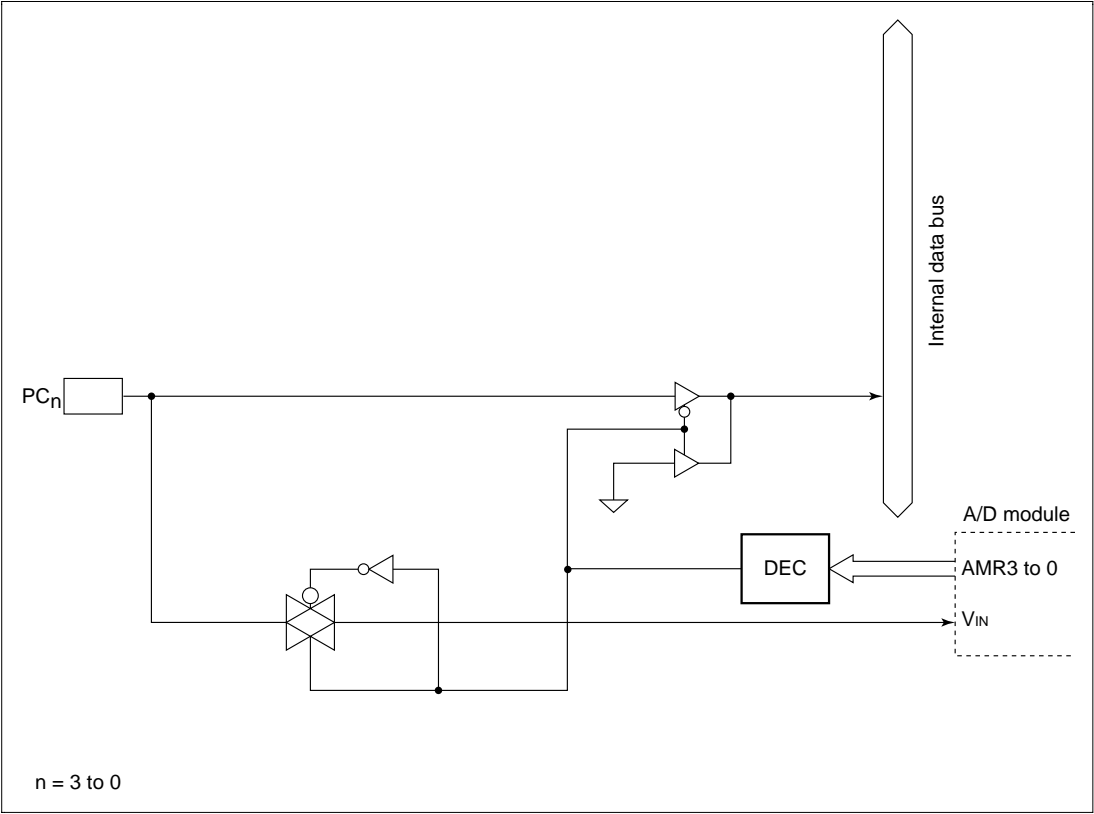 Internal data bus
PCn
A/D module
DEC
AMR3 to 0
VIN
n = 3 to 0